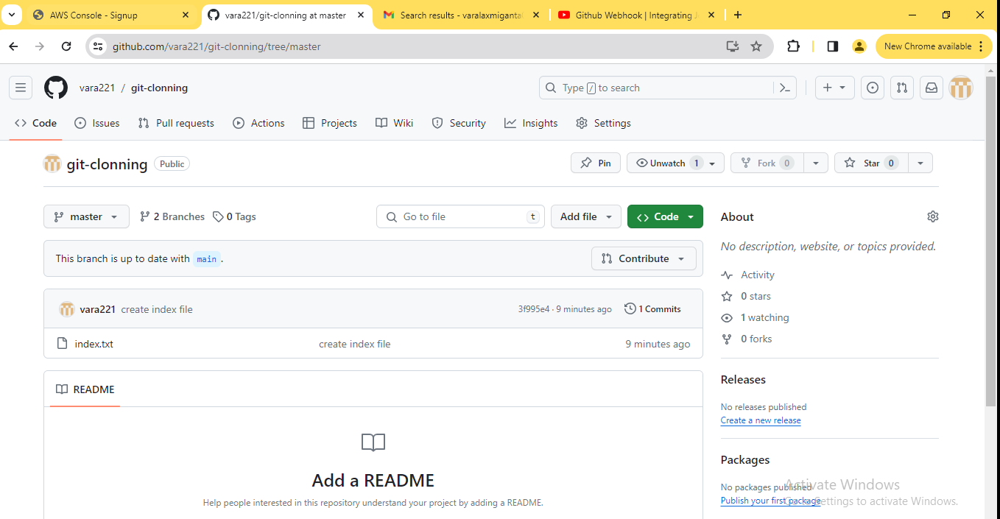 AWS Console - Signup
vara221/git-clonning at master
Search results - varalaxmiganta
Github Webhook | Integrating J
github.com/vara221/git-clonning/tree/master
New Chrome available
vara221 / git-clonning
Type / to search
Code Issues Pull requests Actions Projects Wiki Security Insights Settings
git-clonning Public
Pin Unwatch 1 Fork 0 Star 0
master 2 Branches 0 Tags
Go to file t Add file Code
This branch is up to date with main .
Contribute
vara221 create index file 3f995e4 · 9 minutes ago 1 Commits
index.txt create index file 9 minutes ago
README
Add a README
Help people interested in this repository understand your project by adding a README.
About
No description, website, or topics provided.
Activity
0 stars
1 watching
0 forks
Releases
No releases published
Create a new release
Packages
No packages published
Publish your first package
Activate Windows
Go to Settings to activate Windows.